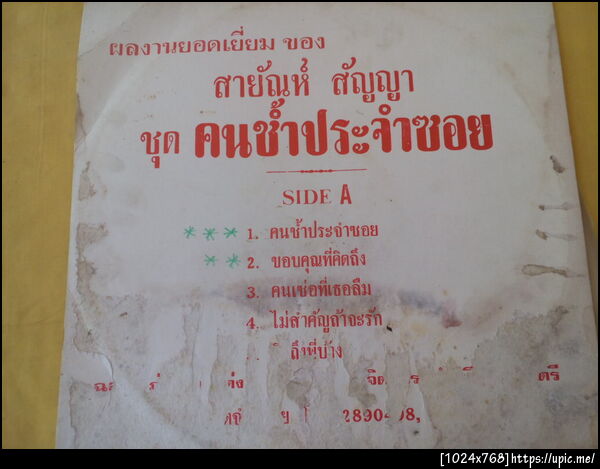 ผลงานยอดเยี่ยม ของ
สายัณห์ สัญญา
ชุด คนช้ำประจำซอย
SIDE A
*** 1. คนช้ำประจำซอย
** 2. ขอบคุณที่คิดถึง
3. คนเซ่อที่เธอลืม
4. ไม่สำคัญถ้าจะรัก
[1024x768]https://upic.me/